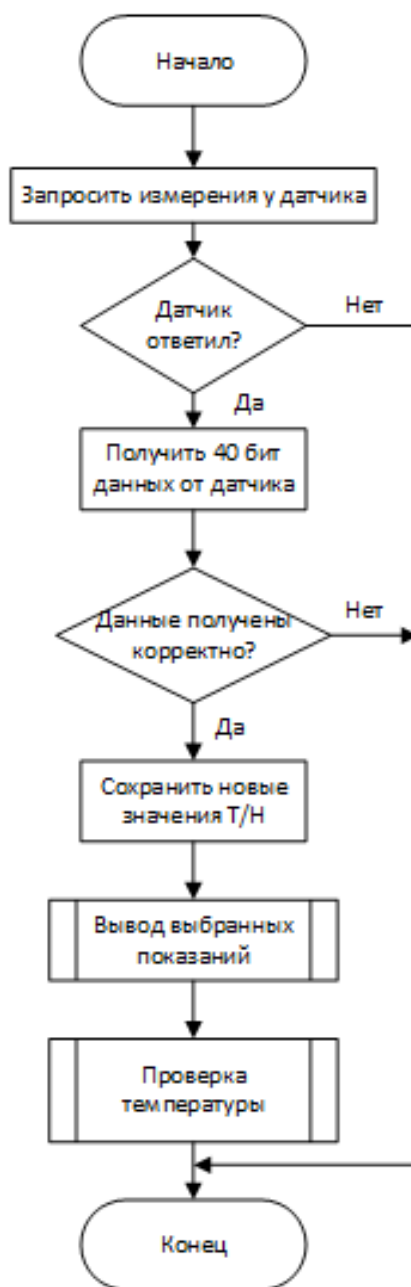 Начало
Запросить измерения у датчика
Датчик
ответил?
Нет
Да
Получить 40 бит
данных от датчика
Данные получены
корректно?
Нет
Да
Сохранить новые
значения T/H
Вывод выбранных
показаний
Проверка
температуры
Конец